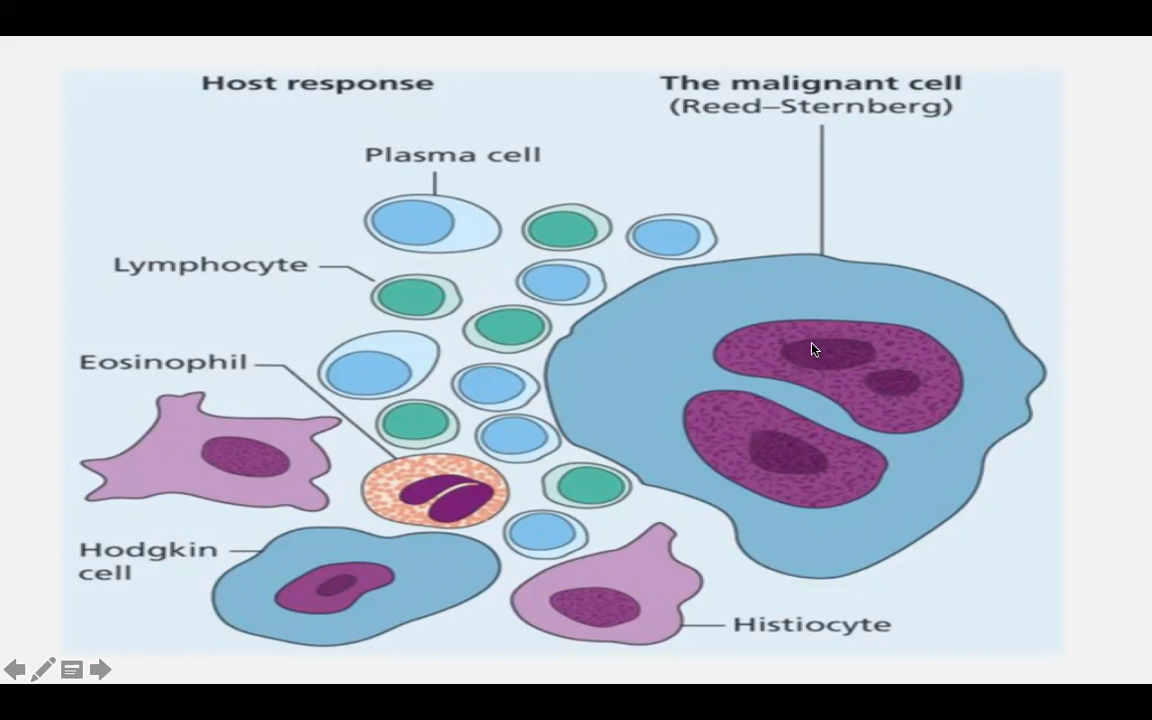 Host response
The malignant cell
(Reed–Sternberg)
Plasma cell
Lymphocyte
Eosinophil
Hodgkin
cell
Histiocyte